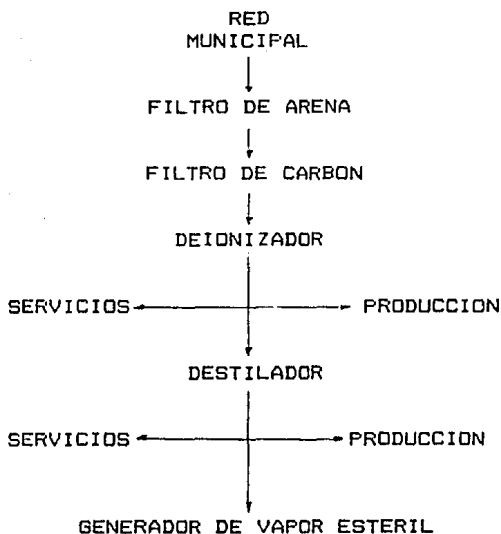 RED
MUNICIPAL
FILTRO DE ARENA
FILTRO DE CARBON
DEIONIZADOR
SERVICIOS PRODUCCION
DESTILADOR
SERVICIOS PRODUCCION
GENERADOR DE VAPOR ESTERIL